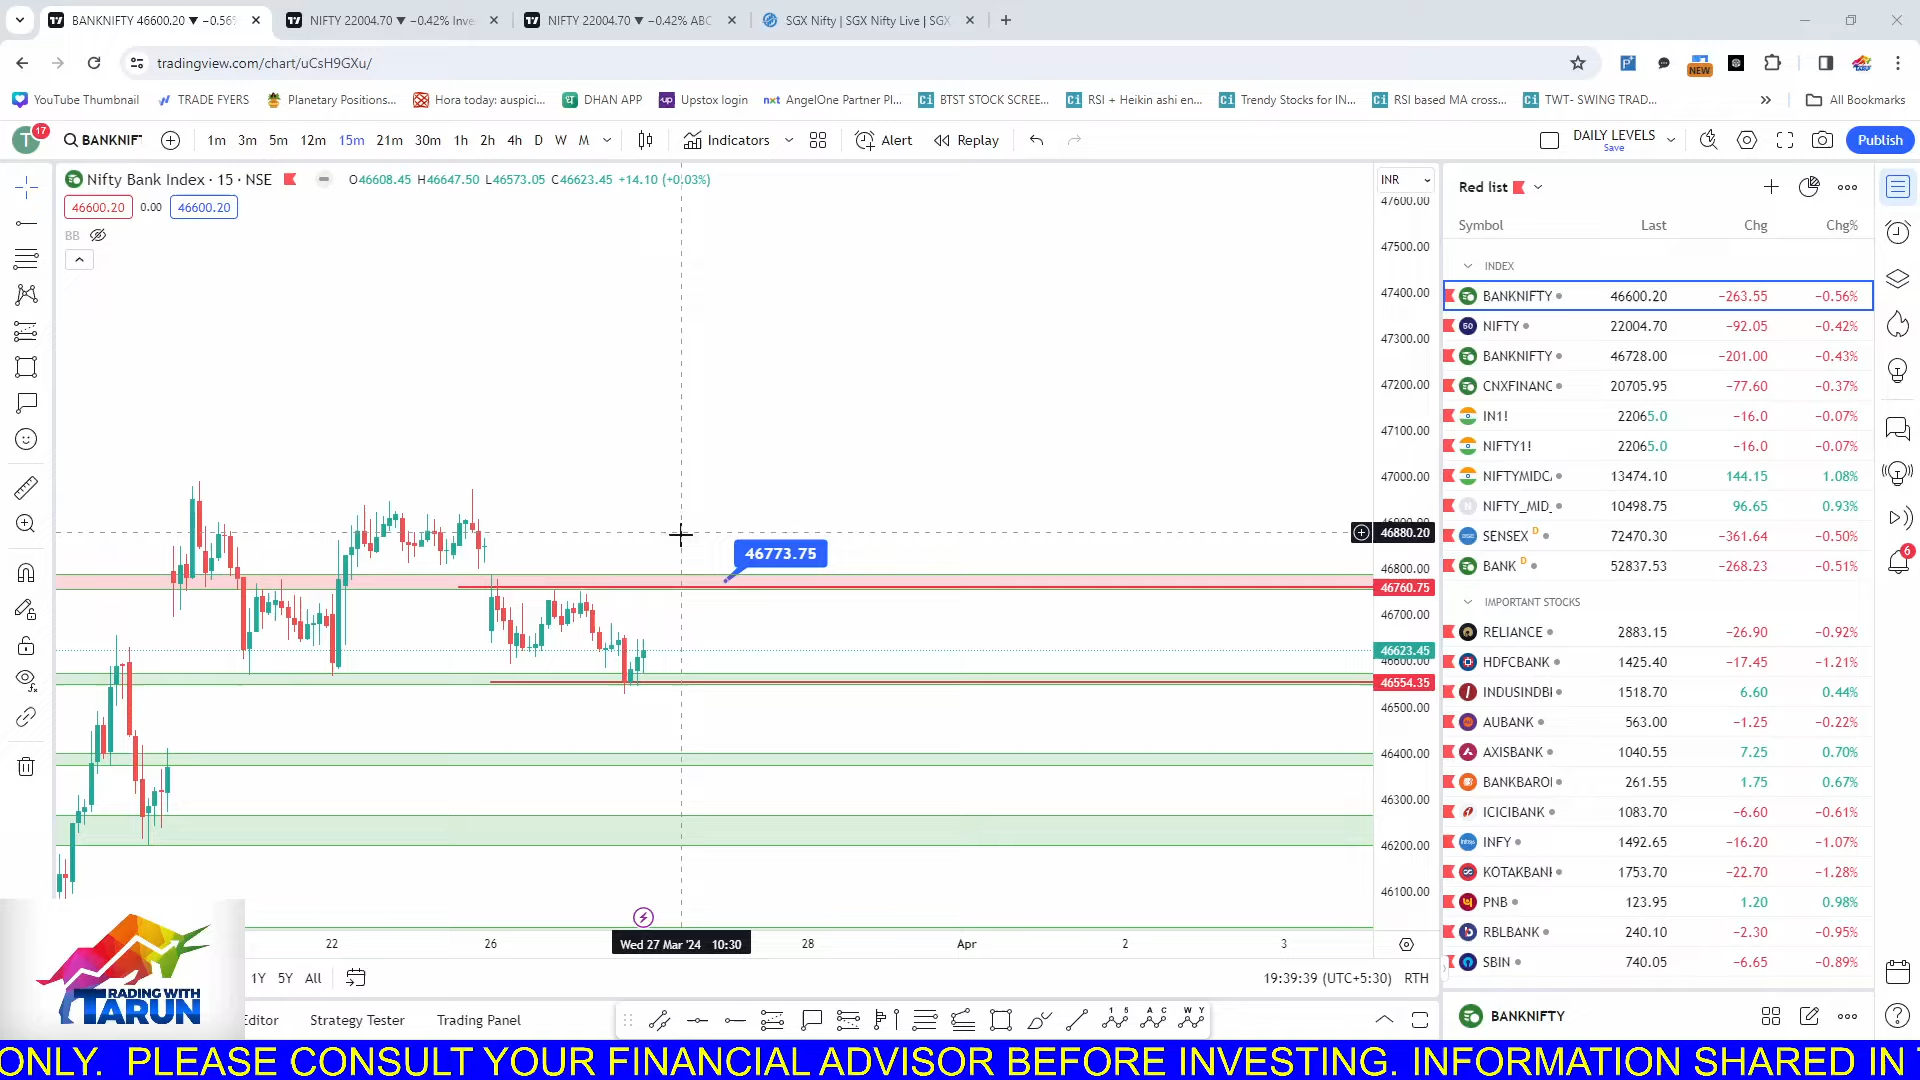 BANKNIFTY 46600.20 ▼ −0.56%
NIFTY 22004.70 ▼ −0.42% Inve
NIFTY 22004.70 ▼ −0.42% ABC
SGX Nifty | SGX Nifty Live | SGX
tradingview.com/chart/uCsH9GXu/
NEW
YouTube Thumbnail
TRADE FYERS
Planetary Positions...
Hora today: auspici...
DHAN APP
Upstox login
AngelOne Partner Pl...
BTST STOCK SCREE...
RSI + Heikin ashi en...
Trendy Stocks for IN...
RSI based MA cross...
TWT- SWING TRAD...
All Bookmarks
T 17
BANKNIF
1m 3m 5m 12m 15m 21m 30m 1h 2h 4h D W M
Indicators
Alert
Replay
DAILY LEVELS
Save
Publish
Nifty Bank Index · 15 · NSE
O46608.45 H46647.50 L46573.05 C46623.45 +14.10 (+0.03%)
46600.20 0.00 46600.20
BB
INR
47600.00
47500.00
47400.00
47300.00
47200.00
47100.00
47000.00
46900.00
46880.20
46800.00
46773.75
46760.75
46700.00
46623.45
46600.00
46554.35
46500.00
46400.00
46300.00
46200.00
46100.00
22 26 Wed 27 Mar '24 10:30 28 Apr 2 3
1Y 5Y All
19:39:39 (UTC+5:30) RTH
Editor
Strategy Tester
Trading Panel
Red list
Symbol Last Chg Chg%
INDEX
BANKNIFTY 46600.20 −263.55 −0.56%
NIFTY 22004.70 −92.05 −0.42%
BANKNIFTY 46728.00 −201.00 −0.43%
CNXFINANC 20705.95 −77.60 −0.37%
IN1! 22065.0 −16.0 −0.07%
NIFTY1! 22065.0 −16.0 −0.07%
NIFTYMIDC 13474.10 144.15 1.08%
NIFTY_MID_ 10498.75 96.65 0.93%
SENSEX D 72470.30 −361.64 −0.50%
BANK D 52837.53 −268.23 −0.51%
IMPORTANT STOCKS
RELIANCE 2883.15 −26.90 −0.92%
HDFCBANK 1425.40 −17.45 −1.21%
INDUSINDB 1518.70 6.60 0.44%
AUBANK 563.00 −1.25 −0.22%
AXISBANK 1040.55 7.25 0.70%
BANKBARO 261.55 1.75 0.67%
ICICIBANK 1083.70 −6.60 −0.61%
INFY 1492.65 −16.20 −1.07%
KOTAKBANK 1753.70 −22.70 −1.28%
PNB 123.95 1.20 0.98%
RBLBANK 240.10 −2.30 −0.95%
SBIN 740.05 −6.65 −0.89%
6
BANKNIFTY
TRADING WITH
TARUN
ONLY. PLEASE CONSULT YOUR FINANCIAL ADVISOR BEFORE INVESTING. INFORMATION SHARED IN